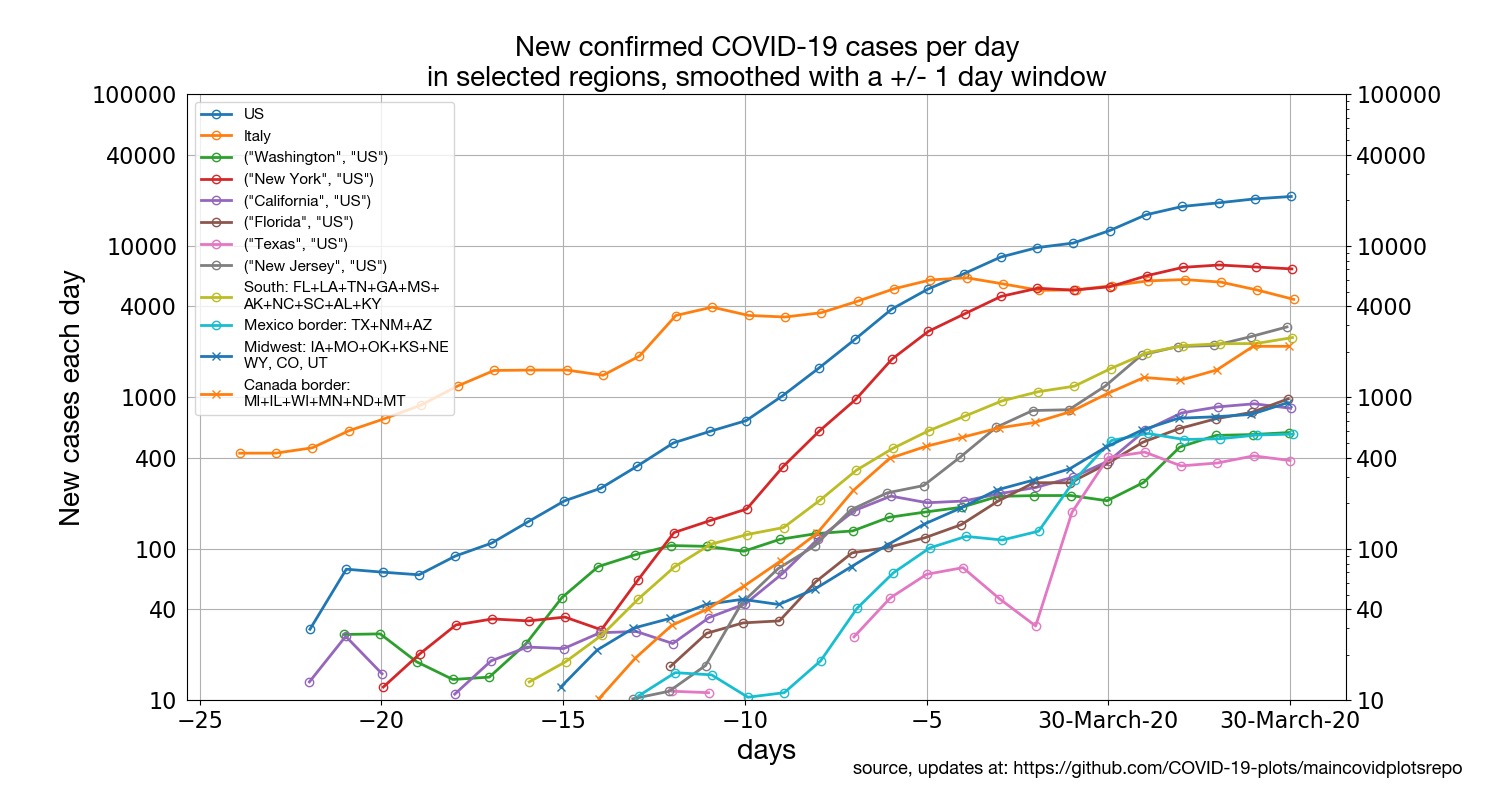 New confirmed COVID-19 cases per day
in selected regions, smoothed with a +/- 1 day window
100000
40000
10000
4000
1000
400
100
40
10
New cases each day
US
Italy
("Washington", "US")
("New York", "US")
("California", "US")
("Florida", "US")
("Texas", "US")
("New Jersey", "US")
South: FL+LA+TN+GA+MS+
AK+NC+SC+AL+KY
Mexico border: TX+NM+AZ
Midwest: IA+MO+OK+KS+NE
WY, CO, UT
Canada border:
MI+IL+WI+MN+ND+MT
100000
40000
10000
4000
1000
400
100
40
10
−25 −20 −15 −10 −5 30-March-20 30-March-20
days
source, updates at: https://github.com/COVID-19-plots/maincovidplotsrepo